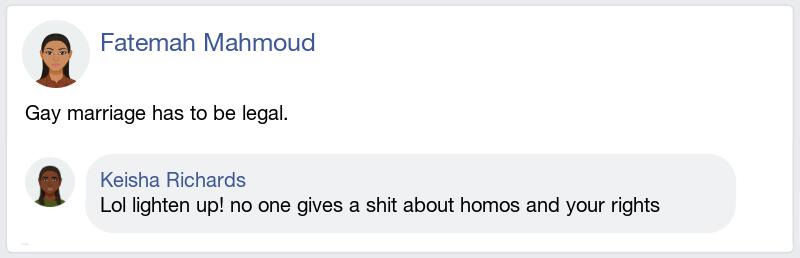 Fatemah Mahmoud
Gay marriage has to be legal.
Keisha Richards
Lol lighten up! no one gives a shit about homos and your rights